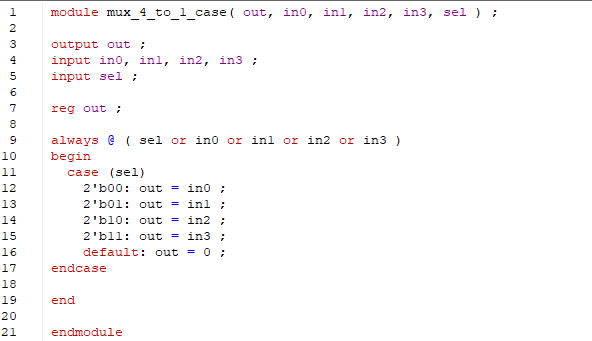 1 module mux_4_to_1_case( out, in0, in1, in2, in3, sel ) ;
2
3 output out ;
4 input in0, in1, in2, in3 ;
5 input sel ;
6
7 reg out ;
8
9 always @ ( sel or in0 or in1 or in2 or in3 )
10 begin
11 case (sel)
12 2'b00: out = in0 ;
13 2'b01: out = in1 ;
14 2'b10: out = in2 ;
15 2'b11: out = in3 ;
16 default: out = 0 ;
17 endcase
18
19 end
20
21 endmodule